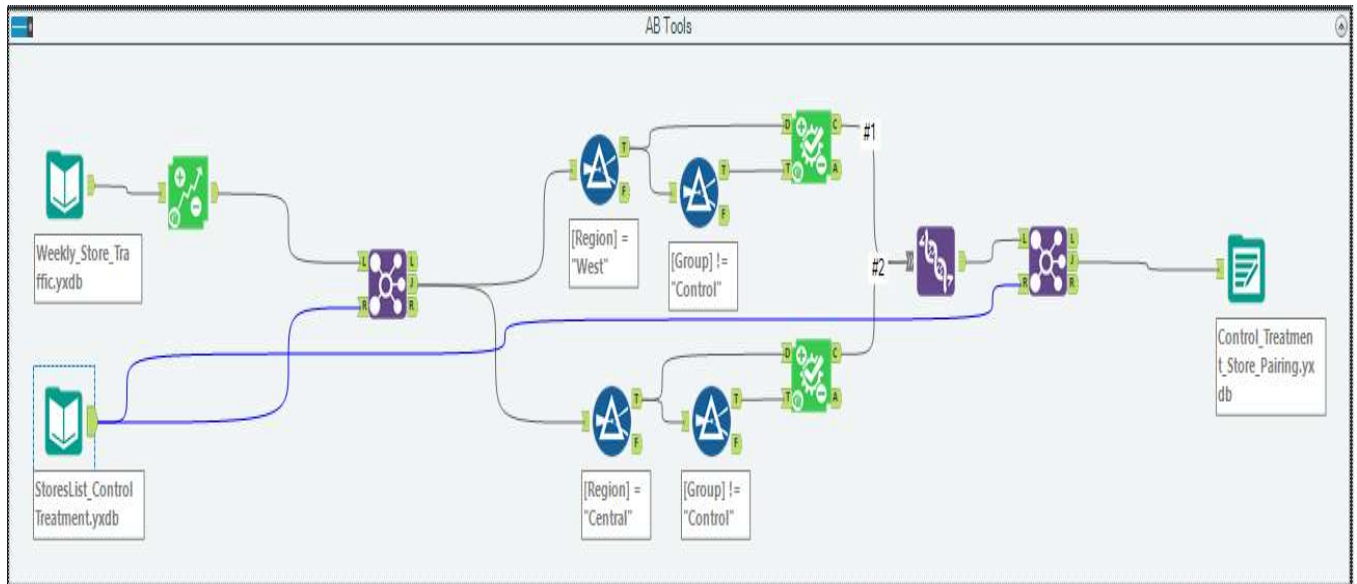 AB Tools
Weekly_Store_Tra
ffic.yxdb
L
R
L
J
R
T
F
[Region] =
"West"
T
F
[Group] !=
"Control"
D
T
C
A
#1
#2
L
R
L
J
R
Control_Treatmen
t_Store_Pairing.yx
db
StoresList_Control
Treatment.yxdb
T
F
[Region] =
"Central"
T
F
[Group] !=
"Control"
D
T
C
A